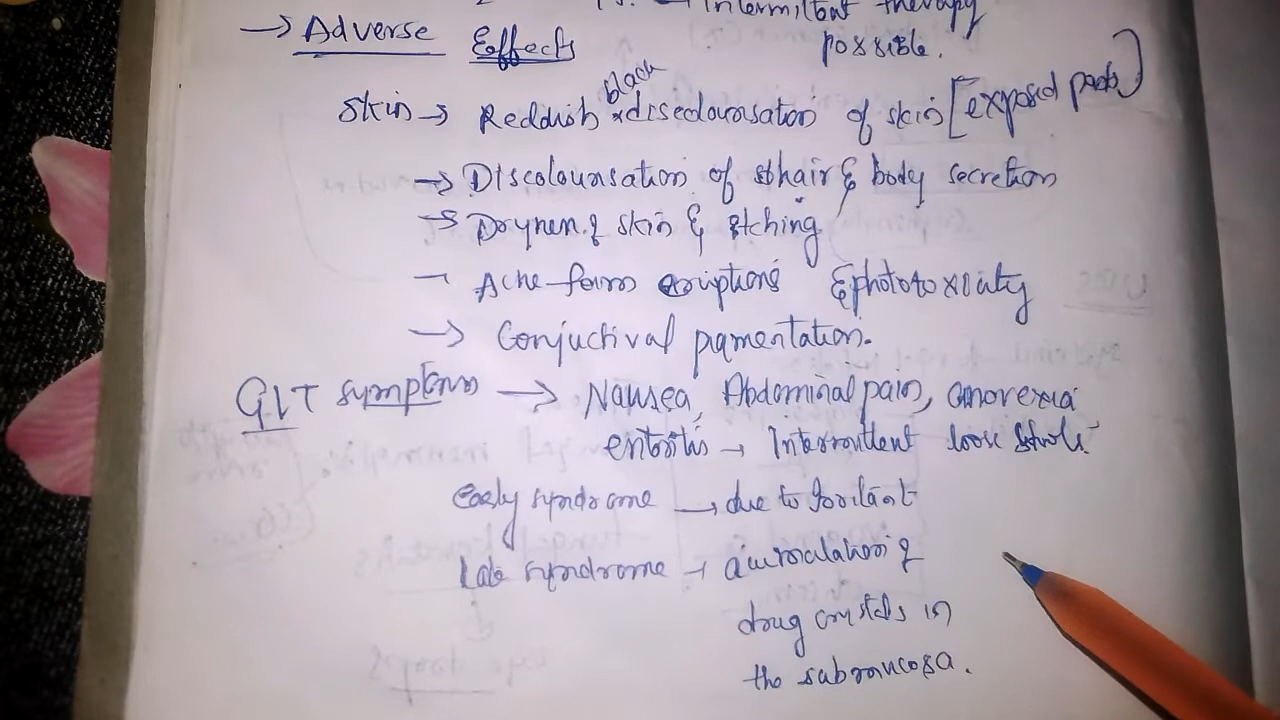 → Intermittent therapy
possible.
→ Adverse Effects
Skin → Reddish black discolouration of skin [exposed parts]
→ Discolouration of hair & body secretion
→ Dryness of skin & itching
→ Acne form eruptions & phototoxicity
→ Conjuctival pigmentation.
GIT symptoms → Nausea, Abdominal pain, anorexia
enteritis → Intermittent loose stools
Early syndrome → due to irritant
Late syndrome → accumulation of
drug crystals in
the submucosa.